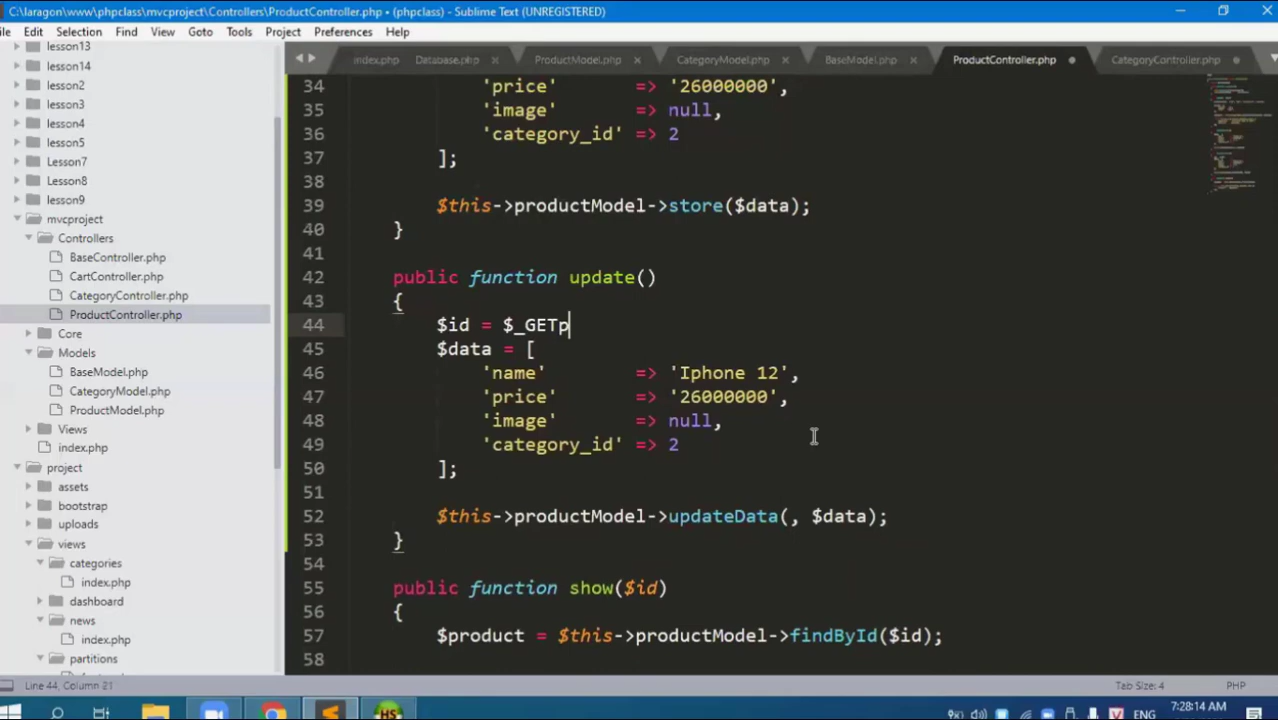 C:\laragon\www\phpclass\mvcproject\Controllers\ProductController.php • (phpclass) - Sublime Text (UNREGISTERED)
Edit Selection Find View Goto Tools Project Preferences Help
index.php Database.php ProductModel.php CategoryModel.php BaseModel.php ProductController.php CategoryController.php
lesson13
lesson14
lesson2
lesson3
lesson4
lesson5
Lesson7
Lesson8
lesson9
mvcproject
Controllers
BaseController.php
CartController.php
CategoryController.php
ProductController.php
Core
Models
BaseModel.php
CategoryModel.php
ProductModel.php
Views
index.php
project
assets
bootstrap
uploads
views
categories
index.php
dashboard
news
index.php
partitions
34 'price' => '26000000',
35 'image' => null,
36 'category_id' => 2
37 ];
38
39 $this->productModel->store($data);
40 }
41
42 public function update()
43 {
44 $id = $_GETp
45 $data = [
46 'name' => 'Iphone 12',
47 'price' => '26000000',
48 'image' => null,
49 'category_id' => 2
50 ];
51
52 $this->productModel->updateData(, $data);
53 }
54
55 public function show($id)
56 {
57 $product = $this->productModel->findById($id);
58
Line 44, Column 21 Tab Size: 4 PHP
HS V ENG 7:28:14 AM